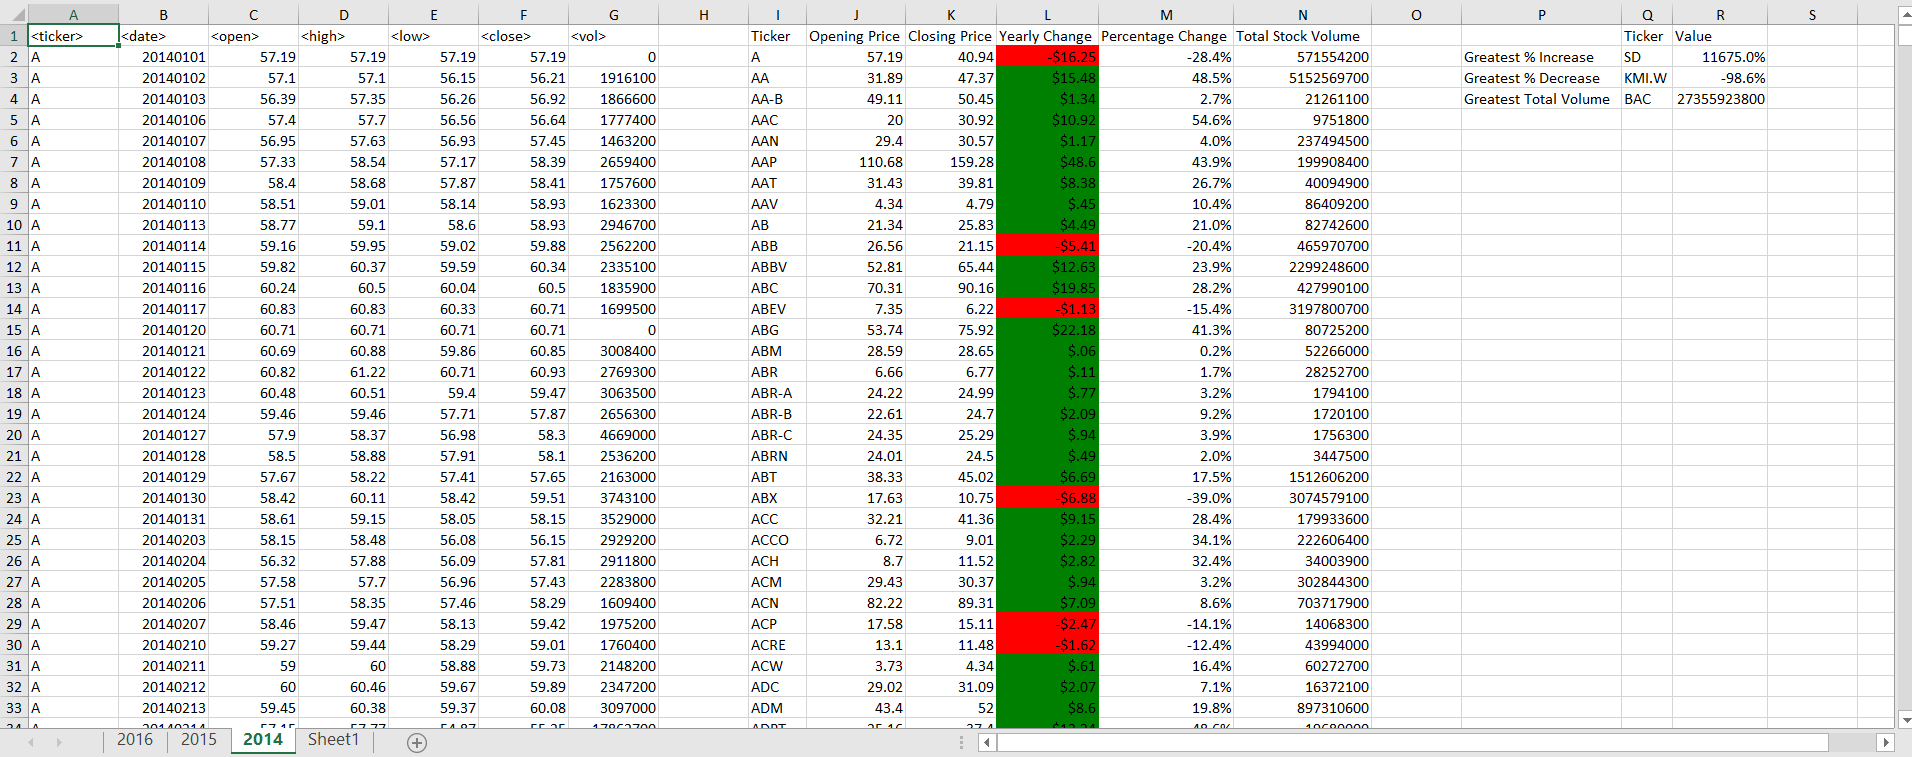 A B C D E F G H I J K L M N O P Q R S
1 <ticker> <date> <open> <high> <low> <close> <vol> Ticker Opening Price Closing Price Yearly Change Percentage Change Total Stock Volume Ticker Value
2 A 20140101 57.19 57.19 57.19 57.19 0 A 57.19 40.94 -$16.25 -28.4% 571554200 Greatest % Increase SD 11675.0%
3 A 20140102 57.1 57.1 56.15 56.21 1916100 AA 31.89 47.37 $15.48 48.5% 5152569700 Greatest % Decrease KMI.W -98.6%
4 A 20140103 56.39 57.35 56.26 56.92 1866600 AA-B 49.11 50.45 $1.34 2.7% 21261100 Greatest Total Volume BAC 27355923800
5 A 20140106 57.4 57.7 56.56 56.64 1777400 AAC 20 30.92 $10.92 54.6% 9751800
6 A 20140107 56.95 57.63 56.93 57.45 1463200 AAN 29.4 30.57 $1.17 4.0% 237494500
7 A 20140108 57.33 58.54 57.17 58.39 2659400 AAP 110.68 159.28 $48.6 43.9% 199908400
8 A 20140109 58.4 58.68 57.87 58.41 1757600 AAT 31.43 39.81 $8.38 26.7% 40094900
9 A 20140110 58.51 59.01 58.14 58.93 1623300 AAV 4.34 4.79 $.45 10.4% 86409200
10 A 20140113 58.77 59.1 58.6 58.93 2946700 AB 21.34 25.83 $4.49 21.0% 82742600
11 A 20140114 59.16 59.95 59.02 59.88 2562200 ABB 26.56 21.15 -$5.41 -20.4% 465970700
12 A 20140115 59.82 60.37 59.59 60.34 2335100 ABBV 52.81 65.44 $12.63 23.9% 2299248600
13 A 20140116 60.24 60.5 60.04 60.5 1835900 ABC 70.31 90.16 $19.85 28.2% 427990100
14 A 20140117 60.83 60.83 60.33 60.71 1699500 ABEV 7.35 6.22 -$1.13 -15.4% 3197800700
15 A 20140120 60.71 60.71 60.71 60.71 0 ABG 53.74 75.92 $22.18 41.3% 80725200
16 A 20140121 60.69 60.88 59.86 60.85 3008400 ABM 28.59 28.65 $.06 0.2% 52266000
17 A 20140122 60.82 61.22 60.71 60.93 2769300 ABR 6.66 6.77 $.11 1.7% 28252700
18 A 20140123 60.48 60.51 59.4 59.47 3063500 ABR-A 24.22 24.99 $.77 3.2% 1794100
19 A 20140124 59.46 59.46 57.71 57.87 2656300 ABR-B 22.61 24.7 $2.09 9.2% 1720100
20 A 20140127 57.9 58.37 56.98 58.3 4669000 ABR-C 24.35 25.29 $.94 3.9% 1756300
21 A 20140128 58.5 58.88 57.91 58.1 2536200 ABRN 24.01 24.5 $.49 2.0% 3447500
22 A 20140129 57.67 58.22 57.41 57.65 2163000 ABT 38.33 45.02 $6.69 17.5% 1512606200
23 A 20140130 58.42 60.11 58.42 59.51 3743100 ABX 17.63 10.75 -$6.88 -39.0% 3074579100
24 A 20140131 58.61 59.15 58.05 58.15 3529000 ACC 32.21 41.36 $9.15 28.4% 179933600
25 A 20140203 58.15 58.48 56.08 56.15 2929200 ACCO 6.72 9.01 $2.29 34.1% 222606400
26 A 20140204 56.32 57.88 56.09 57.81 2911800 ACH 8.7 11.52 $2.82 32.4% 34003900
27 A 20140205 57.58 57.7 56.96 57.43 2283800 ACM 29.43 30.37 $.94 3.2% 302844300
28 A 20140206 57.51 58.35 57.46 58.29 1609400 ACN 82.22 89.31 $7.09 8.6% 703717900
29 A 20140207 58.46 59.47 58.13 59.42 1975200 ACP 17.58 15.11 -$2.47 -14.1% 14068300
30 A 20140210 59.27 59.44 58.29 59.01 1760400 ACRE 13.1 11.48 -$1.62 -12.4% 43994000
31 A 20140211 59 60 58.88 59.73 2148200 ACW 3.73 4.34 $.61 16.4% 60272700
32 A 20140212 60 60.46 59.67 59.89 2347200 ADC 29.02 31.09 $2.07 7.1% 16372100
33 A 20140213 59.45 60.38 59.37 60.08 3097000 ADM 43.4 52 $8.6 19.8% 897310600
2016 2015 2014 Sheet1